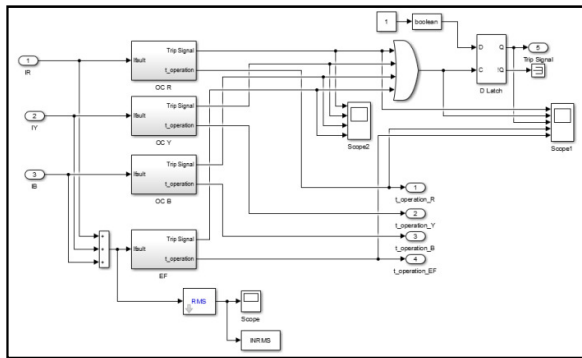 1
IR
Ifault
Trip Signal
t_operation
OC R
1
boolean
D
Q
C
!Q
D Latch
5
Trip Signal
2
IY
Ifault
Trip Signal
t_operation
OC Y
Scope2
Scope1
3
IB
Ifault
Trip Signal
t_operation
OC B
1
t_operation_R
2
t_operation_Y
3
t_operation_B
4
t_operation_EF
+
+
+
Ifault
Trip Signal
t_operation
EF
RMS
Scope
INRMS